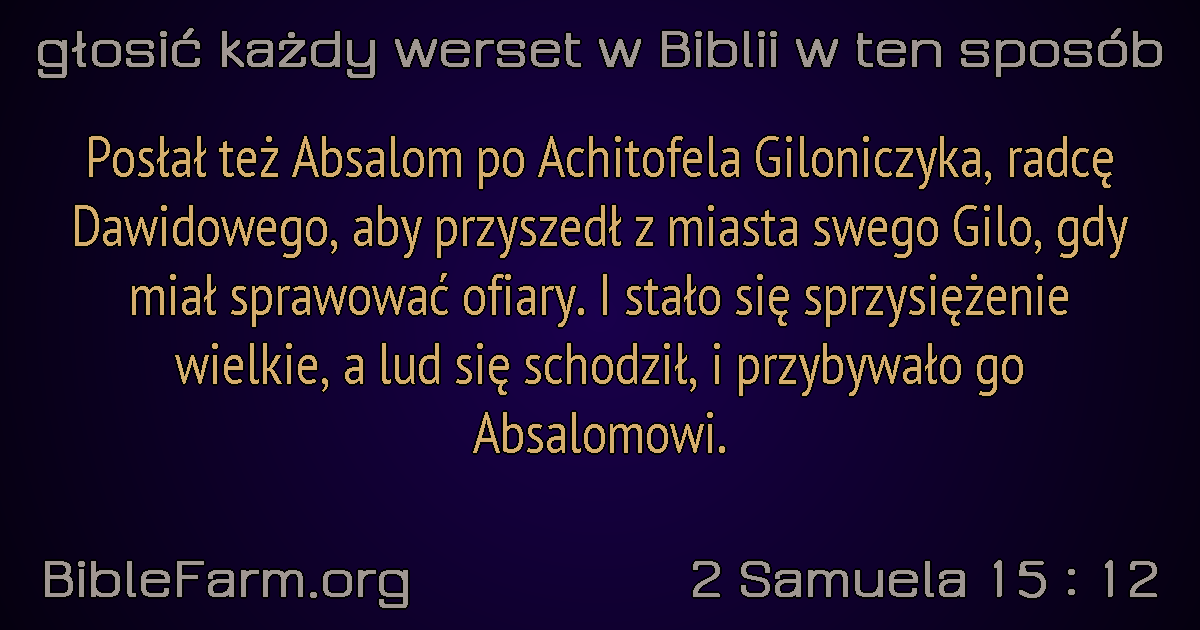 głosić każdy werset w Biblii w ten sposób
Posłał też Absalom po Achitofela Giloniczyka, radcę
Dawidowego, aby przyszedł z miasta swego Gilo, gdy
miał sprawować ofiary. I stało się sprzysiężenie
wielkie, a lud się schodził, i przybywało go
Absalomowi.
BibleFarm.org
2 Samuela 15 : 12